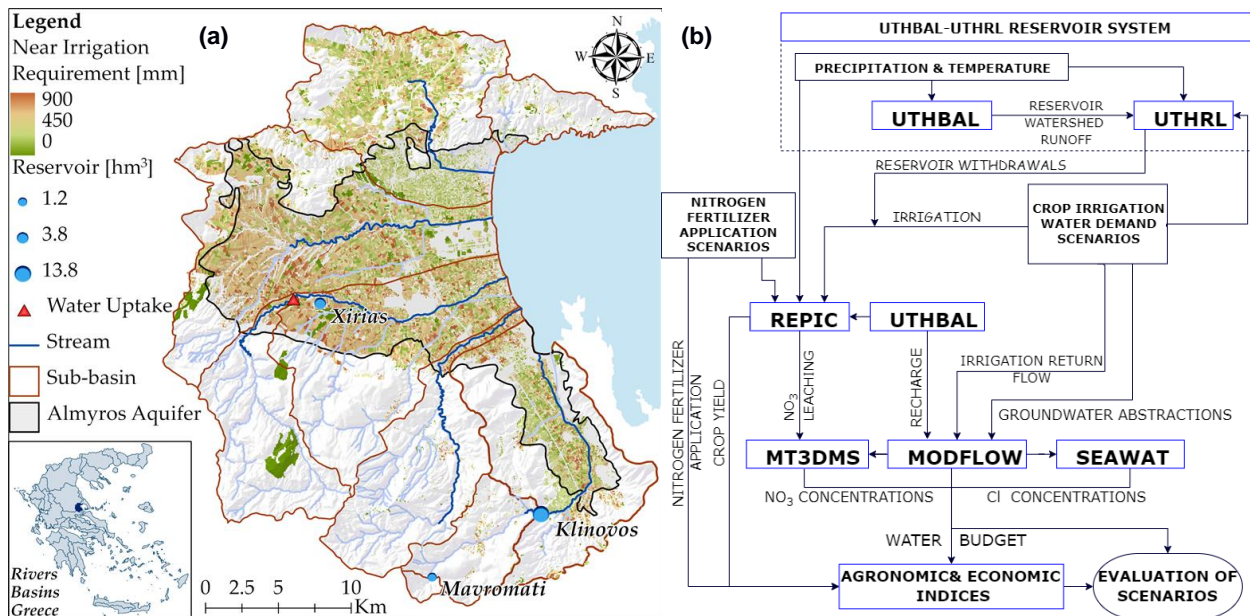 Legend
Near Irrigation
Requirement [mm]
900
450
0
Reservoir [hm³]
1.2
3.8
13.8
Water Uptake
Stream
Sub-basin
Almyros Aquifer
Rivers
Basins
Greece
(a)
N
W
E
S
Xirias
Klinovos
Mavromati
0
2.5
5
10
Km
(b)
UTHBAL-UTHRL RESERVOIR SYSTEM
PRECIPITATION & TEMPERATURE
UTHBAL
RESERVOIR
WATERSHED
RUNOFF
UTHRL
RESERVOIR WITHDRAWALS
NITROGEN
FERTILIZER
APPLICATION
SCENARIOS
IRRIGATION
CROP IRRIGATION
WATER DEMAND
SCENARIOS
REPIC
UTHBAL
NITROGEN FERTILIZER
APPLICATION
CROP YIELD
NO3
LEACHING
RECHARGE
IRRIGATION RETURN
FLOW
GROUNDWATER ABSTRACTIONS
MT3DMS
MODFLOW
SEAWAT
NO3 CONCENTRATIONS
Cl CONCENTRATIONS
WATER BUDGET
AGRONOMIC& ECONOMIC
INDICES
EVALUATION OF
SCENARIOS